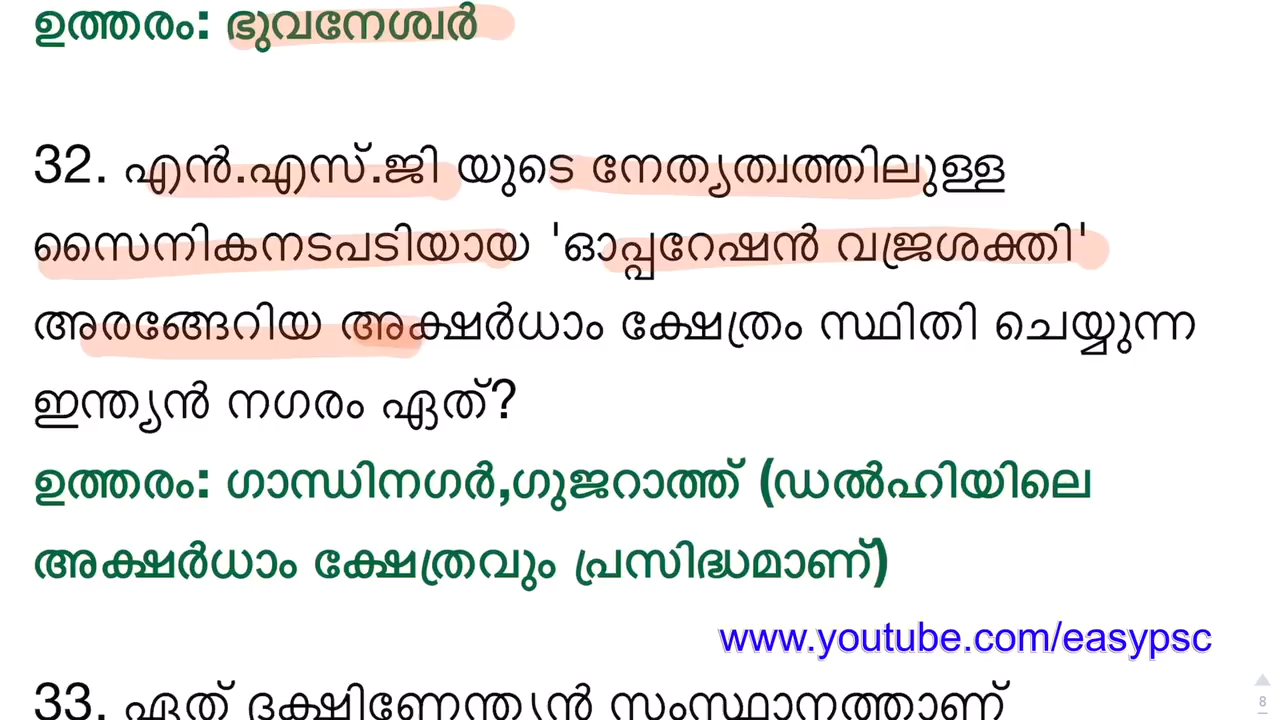 ഉത്തരം: ഭുവനേശ്വർ
32. എൻ.എസ്.ജി യുടെ നേത്യത്വത്തിലുള്ള
സൈനികനടപടിയായ 'ഓപ്പറേഷൻ വജ്രശക്തി'
അരങ്ങേറിയ അക്ഷർധാം ക്ഷേത്രം സ്ഥിതി ചെയ്യുന്ന
ഇന്ത്യൻ നഗരം ഏത്?
ഉത്തരം: ഗാന്ധിനഗർ,ഗുജറാത്ത് (ഡൽഹിയിലെ
അക്ഷർധാം ക്ഷേത്രവും പ്രസിദ്ധമാണ്)
www.youtube.com/easypsc
33. ഏത് ദക്ഷിണേന്ത്യൻ സംസ്ഥാനത്താണ്
8